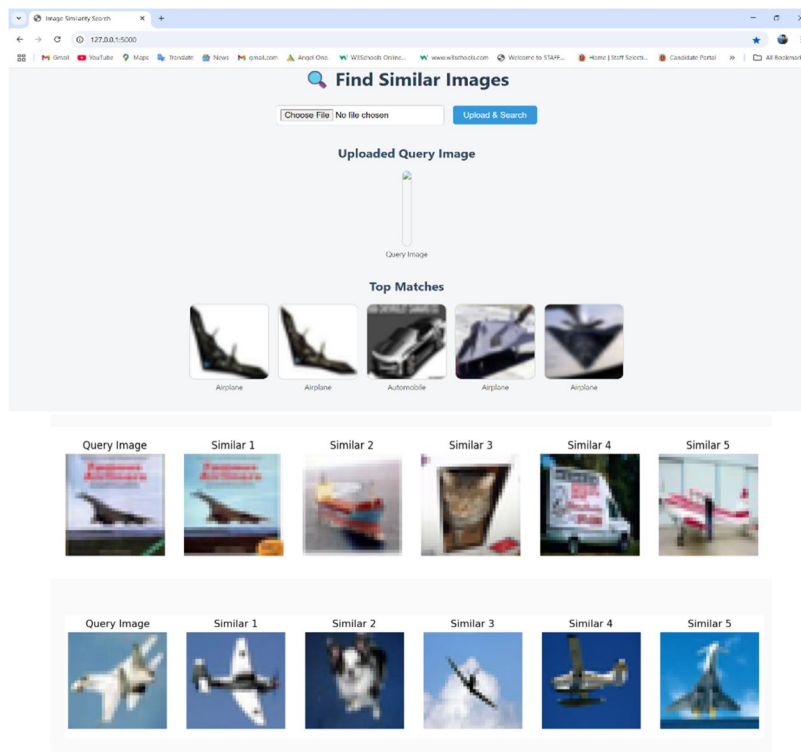 Image Similarity Search
127.0.0.1:5000
Gmail YouTube Maps Translate News gmail.com Angel One. W3Schools Online... www.w3schools.com Welcome to STAFF... Home | Staff Selecti... Candidate Portal » All Bookmark
Find Similar Images
Choose File No file chosen Upload & Search
Uploaded Query Image
Query Image
Top Matches
Airplane Airplane Automobile Airplane Airplane
Query Image Similar 1 Similar 2 Similar 3 Similar 4 Similar 5
Query Image Similar 1 Similar 2 Similar 3 Similar 4 Similar 5